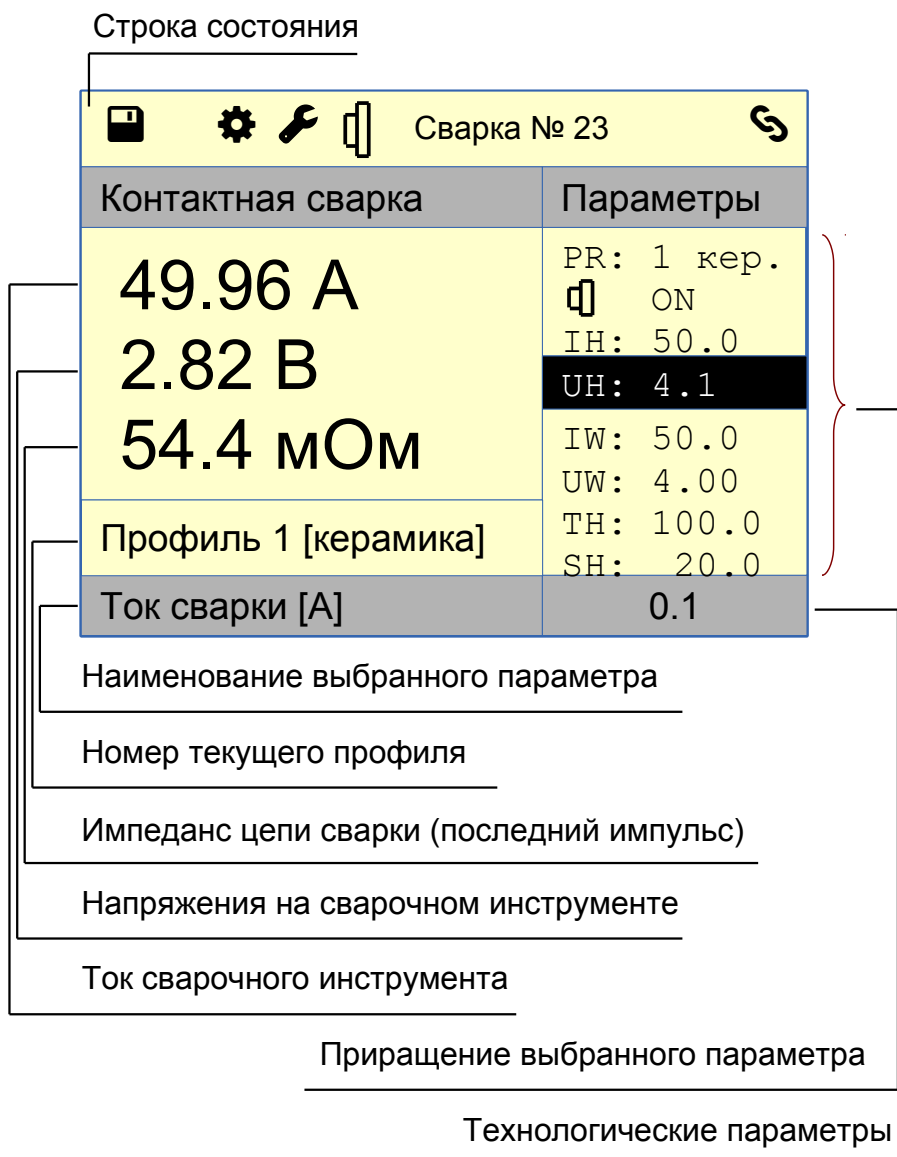 Строка состояния
Сварка № 23
Контактная сварка
Параметры
49.96 А
2.82 В
54.4 мОм
Профиль 1 [керамика]
PR: 1 кер.
ON
IH: 50.0
UH: 4.1
IW: 50.0
UW: 4.00
TH: 100.0
SH: 20.0
Ток сварки [А]
0.1
Наименование выбранного параметра
Номер текущего профиля
Импеданс цепи сварки (последний импульс)
Напряжения на сварочном инструменте
Ток сварочного инструмента
Приращение выбранного параметра
Технологические параметры